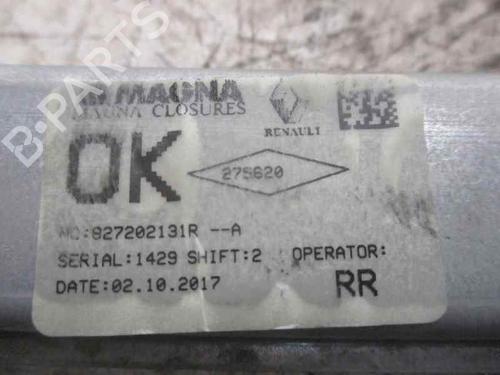 MAGNA
MAGNA CLOSURES
RENAULT
OK
275620
NO:827202131R --A
SERIAL:1429 SHIFT:2 OPERATOR:
DATE:02.10.2017 RR
B-PARTS